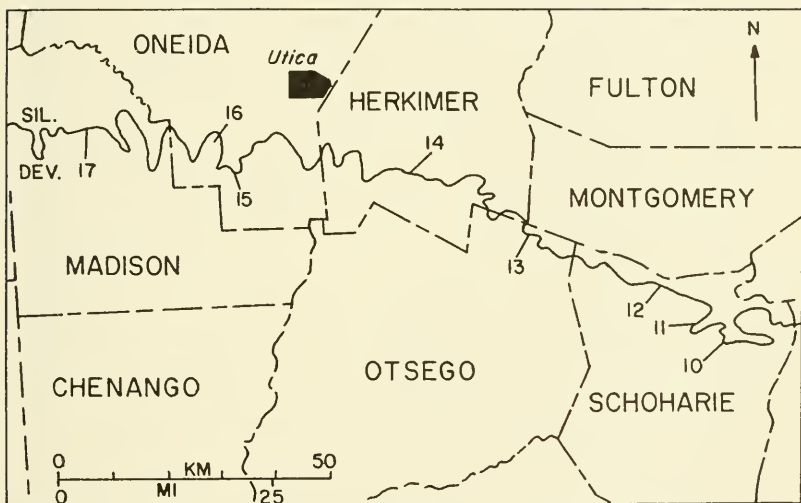 ONEIDA
Utica
N
HERKIMER
FULTON
SIL.
16
14
DEV.
17
15
MONTGOMERY
MADISON
13
12
11
10
CHENANGO
OTSEGO
SCHOHARIE
0 KM 50
0 MI 25